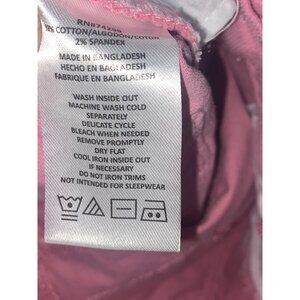 98% COTTON/ALGODON/COTON
2% SPANDEX
MADE IN BANGLADESH
HECHO EN BAGLADESH
FABRIQUE EN BANGLADESH
WASH INSIDE OUT
MACHINE WASH COLD
SEPARATELY
DELICATE CYCLE
BLEACH WHEN NEEDED
REMOVE PROMPTLY
DRY FLAT
COOL IRON INSIDE OUT
IF NECESSARY
DO NOT IRON TRIMS
NOT INTENDED FOR SLEEPWEAR